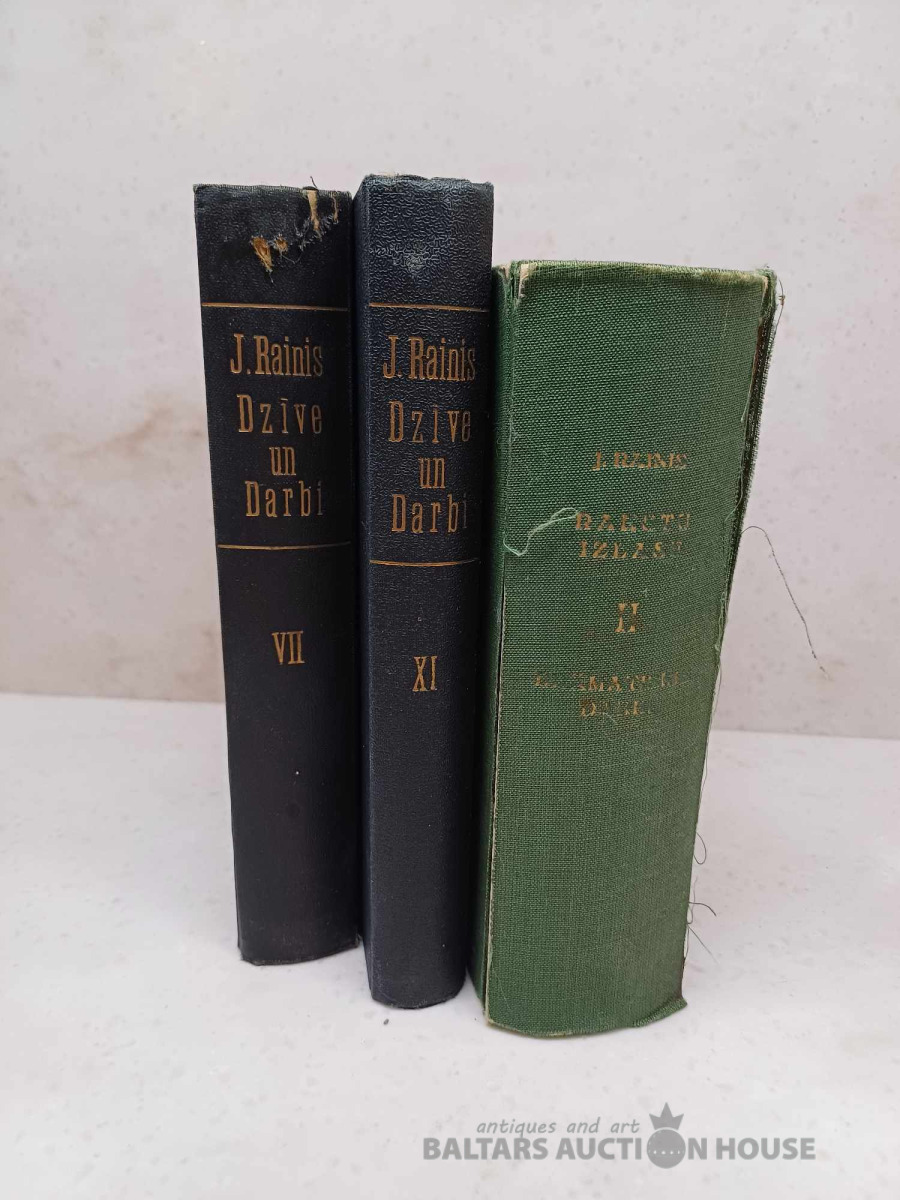 J. Rainis
Dzīve
un
Darbi
VII
J. Rainis
Dzīve
un
Darbi
XI
J. RAINIS
RAKSTU
IZLASE
II
antiques and art
BALTARS AUCTION HOUSE